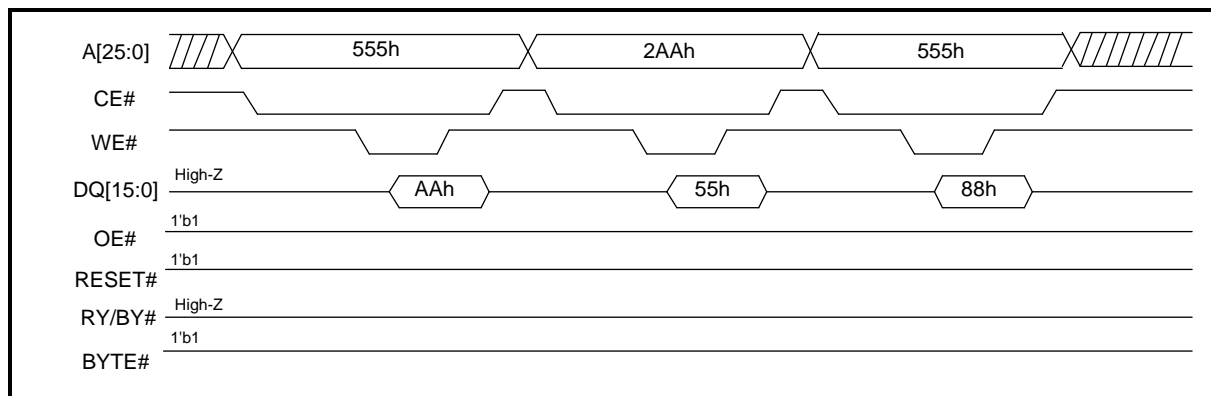 A[25:0] 555h 2AAh 555h
CE#
WE#
DQ[15:0] High-Z AAh 55h 88h
1'b1
OE#
1'b1
RESET#
High-Z
RY/BY#
1'b1
BYTE#